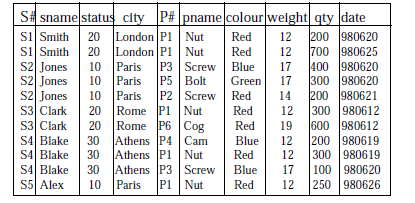 S# sname status city P# pname colour weight qty date
S1 Smith 20 London P1 Nut Red 12 200 980620
S1 Smith 20 London P1 Nut Red 12 700 980625
S2 Jones 10 Paris P3 Screw Blue 17 400 980620
S2 Jones 10 Paris P5 Bolt Green 17 300 980620
S2 Jones 10 Paris P2 Screw Red 14 200 980621
S3 Clark 20 Rome P1 Nut Red 12 300 980612
S3 Clark 20 Rome P6 Cog Red 19 600 980612
S4 Blake 30 Athens P4 Cam Blue 12 200 980619
S4 Blake 30 Athens P1 Nut Red 12 300 980619
S4 Blake 30 Athens P3 Screw Blue 17 100 980620
S5 Alex 10 Paris P1 Nut Red 12 250 980626